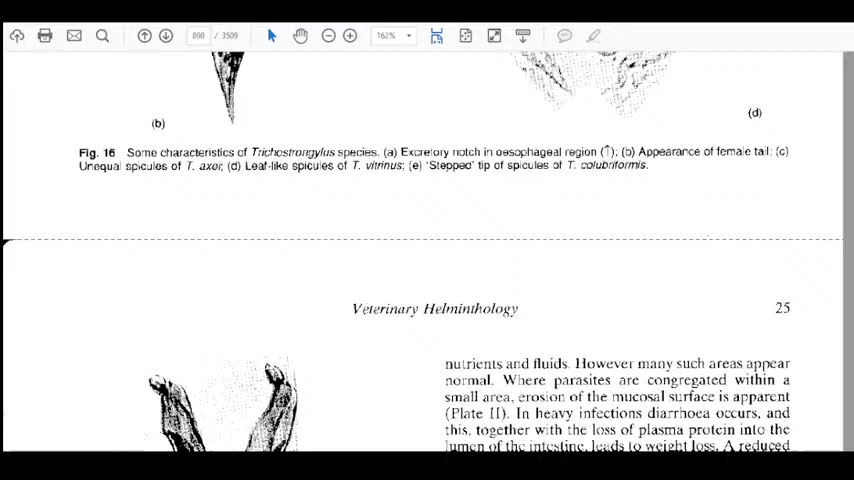 898 / 3509
162%
(b)
(d)
Fig. 16 Some characteristics of Trichostrongylus species. (a) Excretory notch in oesophageal region (↑); (b) Appearance of female tail; (c)
Unequal spicules of T. axei; (d) Leaf-like spicules of T. vitrinus; (e) 'Stepped' tip of spicules of T. colubriformis.
Veterinary Helminthology
25
nutrients and fluids. However many such areas appear
normal. Where parasites are congregated within a
small area, erosion of the mucosal surface is apparent
(Plate II). In heavy infections diarrhoea occurs, and
this, together with the loss of plasma protein into the
lumen of the intestine, leads to weight loss. A reduced